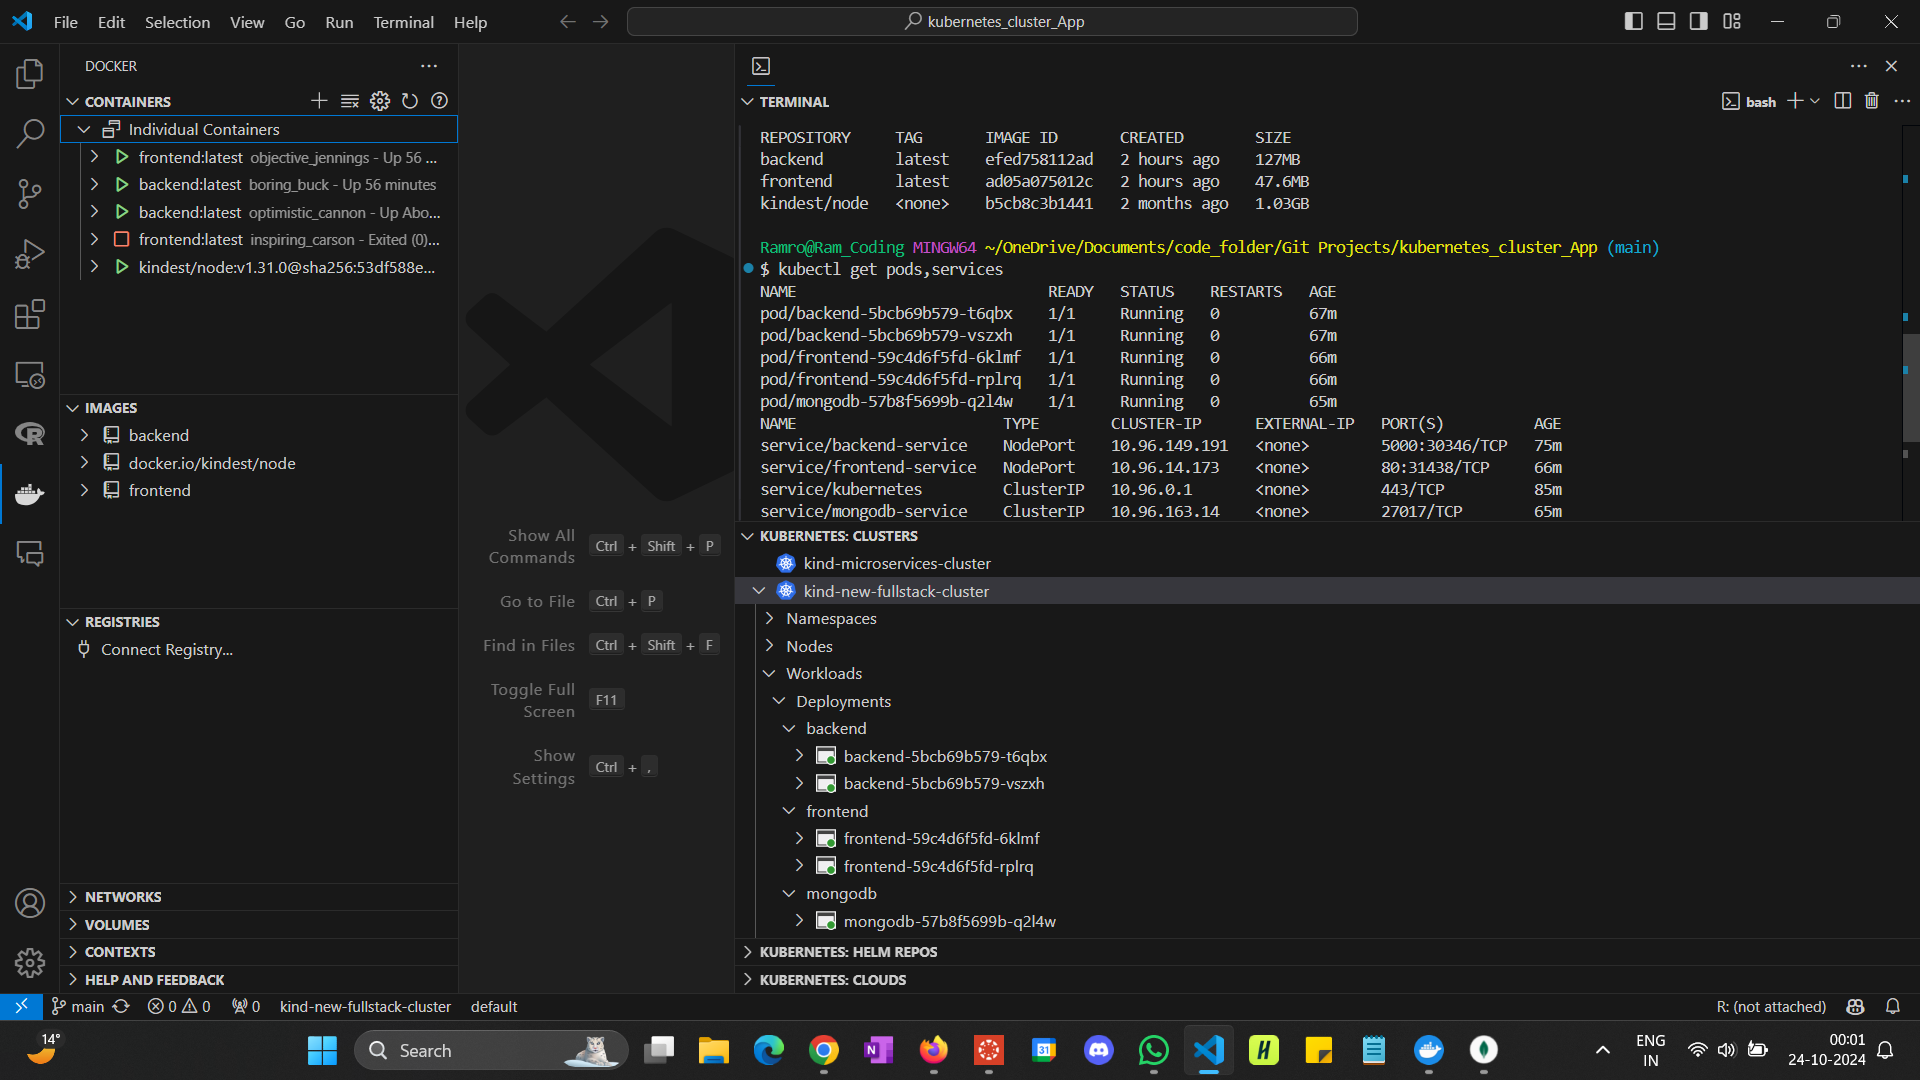 File Edit Selection View Go Run Terminal Help
kubernetes_cluster_App
DOCKER
CONTAINERS
Individual Containers
frontend:latest objective_jennings - Up 56 ...
backend:latest boring_buck - Up 56 minutes
backend:latest optimistic_cannon - Up Abo...
frontend:latest inspiring_carson - Exited (0)...
kindest/node:v1.31.0@sha256:53df588e...
IMAGES
backend
docker.io/kindest/node
frontend
REGISTRIES
Connect Registry...
NETWORKS
VOLUMES
CONTEXTS
HELP AND FEEDBACK
Show All Commands Ctrl + Shift + P
Go to File Ctrl + P
Find in Files Ctrl + Shift + F
Toggle Full Screen F11
Show Settings Ctrl + ,
TERMINAL
bash
REPOSITORY TAG IMAGE ID CREATED SIZE
backend latest efed758112ad 2 hours ago 127MB
frontend latest ad05a075012c 2 hours ago 47.6MB
kindest/node <none> b5cb8c3b1441 2 months ago 1.03GB
Ramro@Ram_Coding MINGW64 ~/OneDrive/Documents/code_folder/Git Projects/kubernetes_cluster_App (main)
$ kubectl get pods,services
NAME READY STATUS RESTARTS AGE
pod/backend-5bcb69b579-t6qbx 1/1 Running 0 67m
pod/backend-5bcb69b579-vszxh 1/1 Running 0 67m
pod/frontend-59c4d6f5fd-6klmf 1/1 Running 0 66m
pod/frontend-59c4d6f5fd-rplrq 1/1 Running 0 66m
pod/mongodb-57b8f5699b-q2l4w 1/1 Running 0 65m
NAME TYPE CLUSTER-IP EXTERNAL-IP PORT(S) AGE
service/backend-service NodePort 10.96.149.191 <none> 5000:30346/TCP 75m
service/frontend-service NodePort 10.96.14.173 <none> 80:31438/TCP 66m
service/kubernetes ClusterIP 10.96.0.1 <none> 443/TCP 85m
service/mongodb-service ClusterIP 10.96.163.14 <none> 27017/TCP 65m
KUBERNETES: CLUSTERS
kind-microservices-cluster
kind-new-fullstack-cluster
Namespaces
Nodes
Workloads
Deployments
backend
backend-5bcb69b579-t6qbx
backend-5bcb69b579-vszxh
frontend
frontend-59c4d6f5fd-6klmf
frontend-59c4d6f5fd-rplrq
mongodb
mongodb-57b8f5699b-q2l4w
KUBERNETES: HELM REPOS
KUBERNETES: CLOUDS
main 0 0 0 kind-new-fullstack-cluster default
R: (not attached)
14°
Search
31
ENG
IN
00:01
24-10-2024